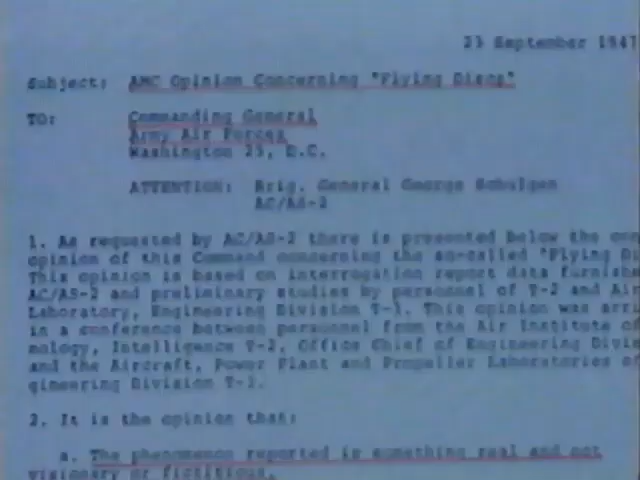 23 September 1947
Subject: AMC Opinion Concerning "Flying Discs"
TO: Commanding General
Army Air Forces
Washington 25, D.C.
ATTENTION: Brig. General George Schulgen
AC/AS-2
1. As requested by AC/AS-2 there is presented below the con
opinion of this Command concerning the so-called "Flying Di
This opinion is based on interrogation report data furnishe
AC/AS-2 and preliminary studies by personnel of T-2 and Air
Laboratory, Engineering Division T-3. This opinion was arri
in a conference between personnel from the Air Institute of
nology, Intelligence T-2, Office Chief of Engineering Divis
and the Aircraft, Power Plant and Propeller Laboratories of
gineering Division T-3.
2. It is the opinion that:
a. The phenomenon reported is something real and not
visionary or fictitious.